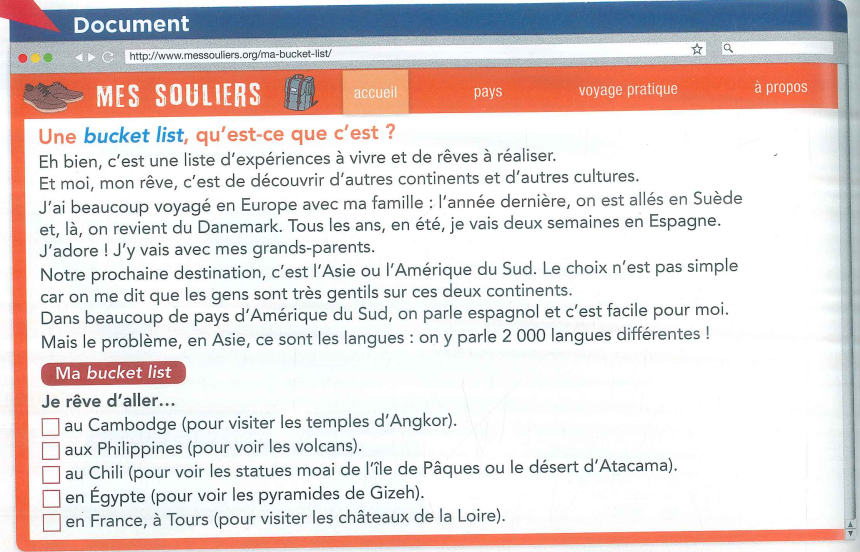 Document
http://www.messouliers.org/ma-bucket-list/
MES SOULIERS
accueil
pays
voyage pratique
à propos
Une bucket list, qu'est-ce que c'est ?
Eh bien, c'est une liste d'expériences à vivre et de rêves à réaliser.
Et moi, mon rêve, c'est de découvrir d'autres continents et d'autres cultures.
J'ai beaucoup voyagé en Europe avec ma famille : l'année dernière, on est allés en Suède
et, là, on revient du Danemark. Tous les ans, en été, je vais deux semaines en Espagne.
J'adore ! J'y vais avec mes grands-parents.
Notre prochaine destination, c'est l'Asie ou l'Amérique du Sud. Le choix n'est pas simple
car on me dit que les gens sont très gentils sur ces deux continents.
Dans beaucoup de pays d'Amérique du Sud, on parle espagnol et c'est facile pour moi.
Mais le problème, en Asie, ce sont les langues : on y parle 2 000 langues différentes !
Ma bucket list
Je rêve d'aller...
au Cambodge (pour visiter les temples d'Angkor).
aux Philippines (pour voir les volcans).
au Chili (pour voir les statues moai de l'île de Pâques ou le désert d'Atacama).
en Égypte (pour voir les pyramides de Gizeh).
en France, à Tours (pour visiter les châteaux de la Loire).